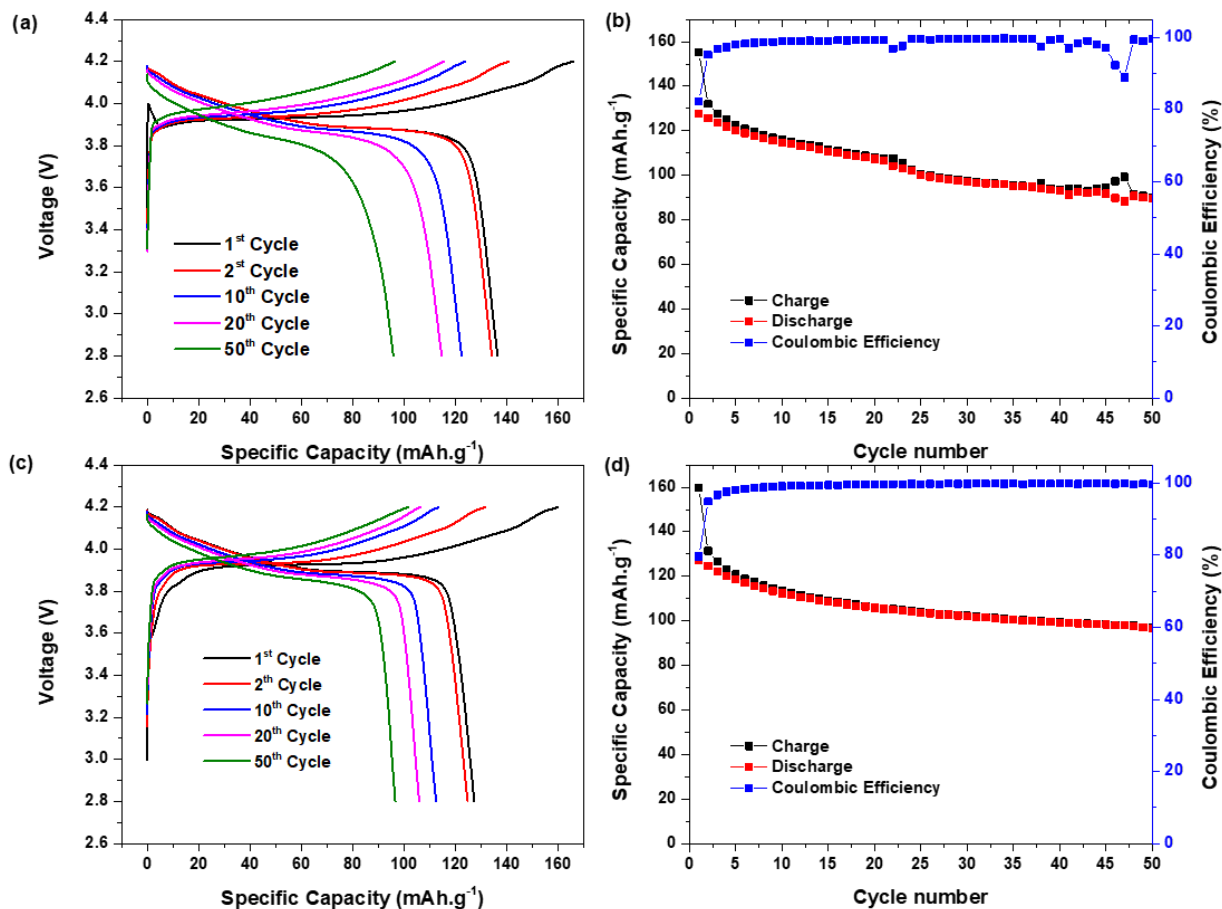 (a)
4.4
4.2
4.0
3.8
3.6
3.4
3.2
3.0
2.8
2.6
Voltage (V)
1st Cycle
2st Cycle
10th Cycle
20th Cycle
50th Cycle
0 20 40 60 80 100 120 140 160
Specific Capacity (mAh.g-1)
(b)
160
140
120
100
80
60
40
20
0
Specific Capacity (mAh.g-1)
Charge
Discharge
Coulombic Efficiency
100
80
60
40
20
0
Coulombic Efficiency (%)
0 5 10 15 20 25 30 35 40 45 50
Cycle number
(c)
4.4
4.2
4.0
3.8
3.6
3.4
3.2
3.0
2.8
2.6
Voltage (V)
1st Cycle
2th Cycle
10th Cycle
20th Cycle
50th Cycle
0 20 40 60 80 100 120 140 160
Specific Capacity (mAh.g-1)
(d)
160
140
120
100
80
60
40
20
0
Specific Capacity (mAh.g-1)
Charge
Discharge
Coulombic Efficiency
100
80
60
40
20
0
Coulombic Efficiency (%)
0 5 10 15 20 25 30 35 40 45 50
Cycle number